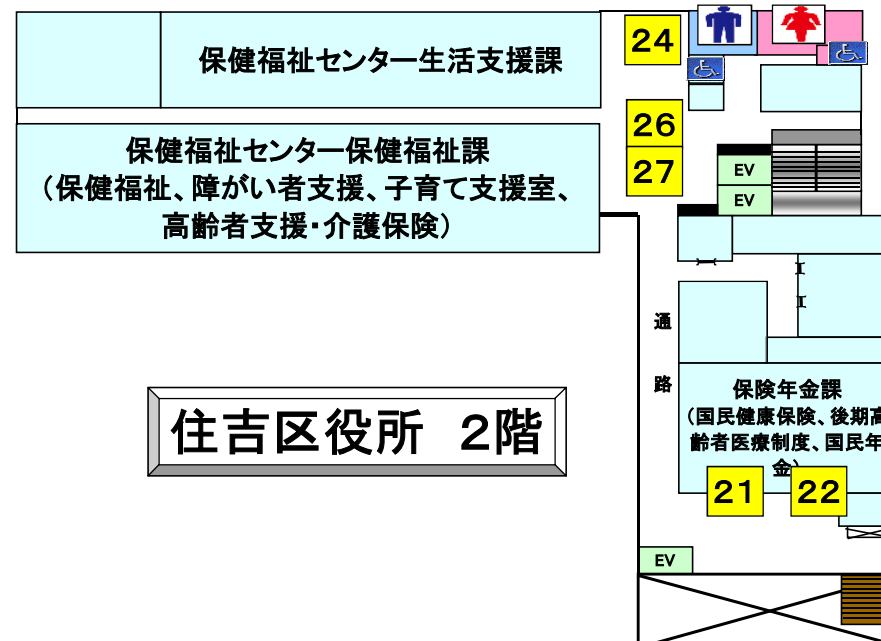 保健福祉センター生活支援課
24
保健福祉センター保健福祉課
（保健福祉、障がい者支援、子育て支援室、
高齢者支援・介護保険）
26
27
EV
EV
通
路
住吉区役所 2階
保険年金課
（国民健康保険、後期高
齢者医療制度、国民年
金）
21
22
EV